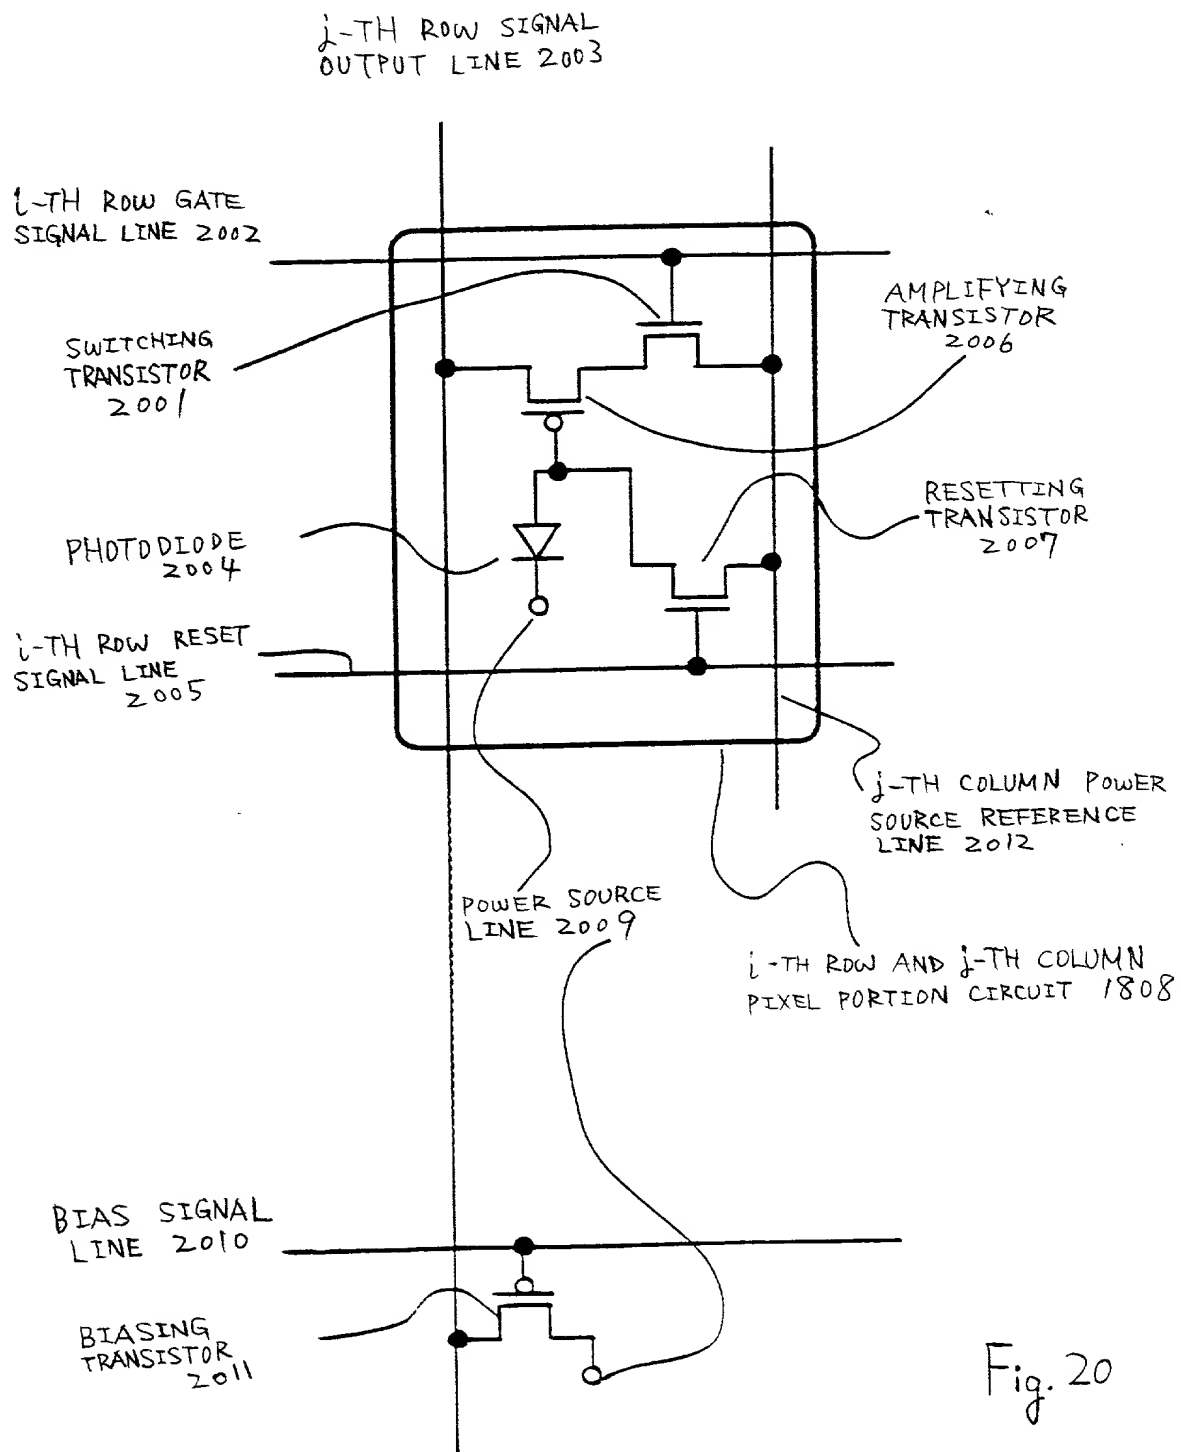 j-TH ROW SIGNAL
OUTPUT LINE 2003
i-TH ROW GATE
SIGNAL LINE 2002
AMPLIFYING
TRANSISTOR
2006
SWITCHING
TRANSISTOR
2001
RESETTING
TRANSISTOR
2007
PHOTODIODE
2004
i-TH ROW RESET
SIGNAL LINE
2005
j-TH COLUMN POWER
SOURCE REFERENCE
LINE 2012
POWER SOURCE
LINE 2009
i-TH ROW AND j-TH COLUMN
PIXEL PORTION CIRCUIT 1808
BIAS SIGNAL
LINE 2010
BIASING
TRANSISTOR
2011
Fig. 20